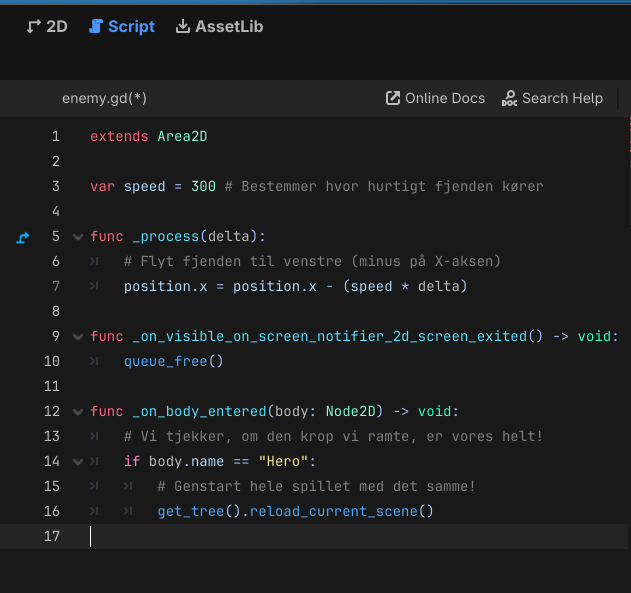 2D Script AssetLib
enemy.gd(*) Online Docs Search Help
1 extends Area2D
2
3 var speed = 300 # Bestemmer hvor hurtigt fjenden kører
4
5 func _process(delta):
6 # Flyt fjenden til venstre (minus på X-aksen)
7 position.x = position.x - (speed * delta)
8
9 func _on_visible_on_screen_notifier_2d_screen_exited() -> void:
10 queue_free()
11
12 func _on_body_entered(body: Node2D) -> void:
13 # Vi tjekker, om den krop vi ramte, er vores helt!
14 if body.name == "Hero":
15 # Genstart hele spillet med det samme!
16 get_tree().reload_current_scene()
17